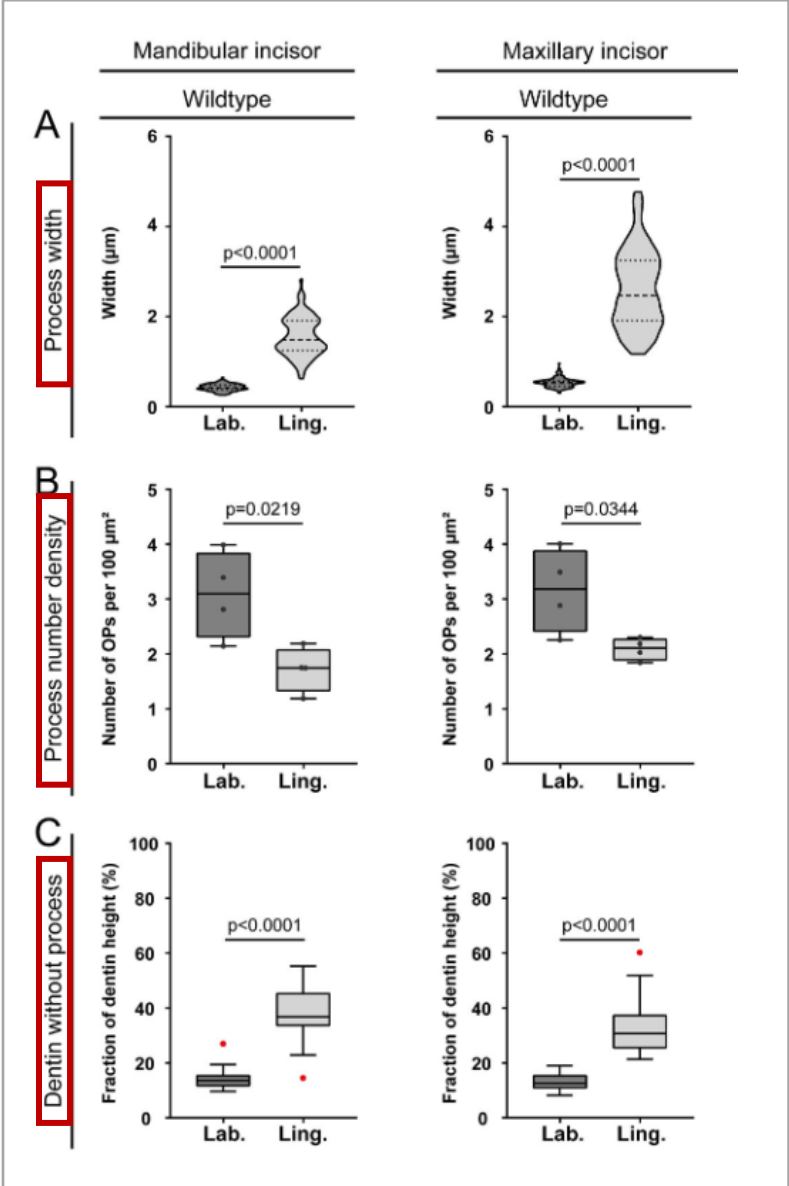 Mandibular incisor
Maxillary incisor
Wildtype
Wildtype
A
Process width
Width (µm)
6
4
2
0
p<0.0001
Lab. Ling.
Width (µm)
6
4
2
0
p<0.0001
Lab. Ling.
B
Process number density
Number of OPs per 100 µm²
5
4
3
2
1
0
p=0.0219
Lab. Ling.
Number of OPs per 100 µm²
5
4
3
2
1
0
p=0.0344
Lab. Ling.
C
Dentin without process
Fraction of dentin height (%)
100
80
60
40
20
0
p<0.0001
Lab. Ling.
Fraction of dentin height (%)
100
80
60
40
20
0
p<0.0001
Lab. Ling.